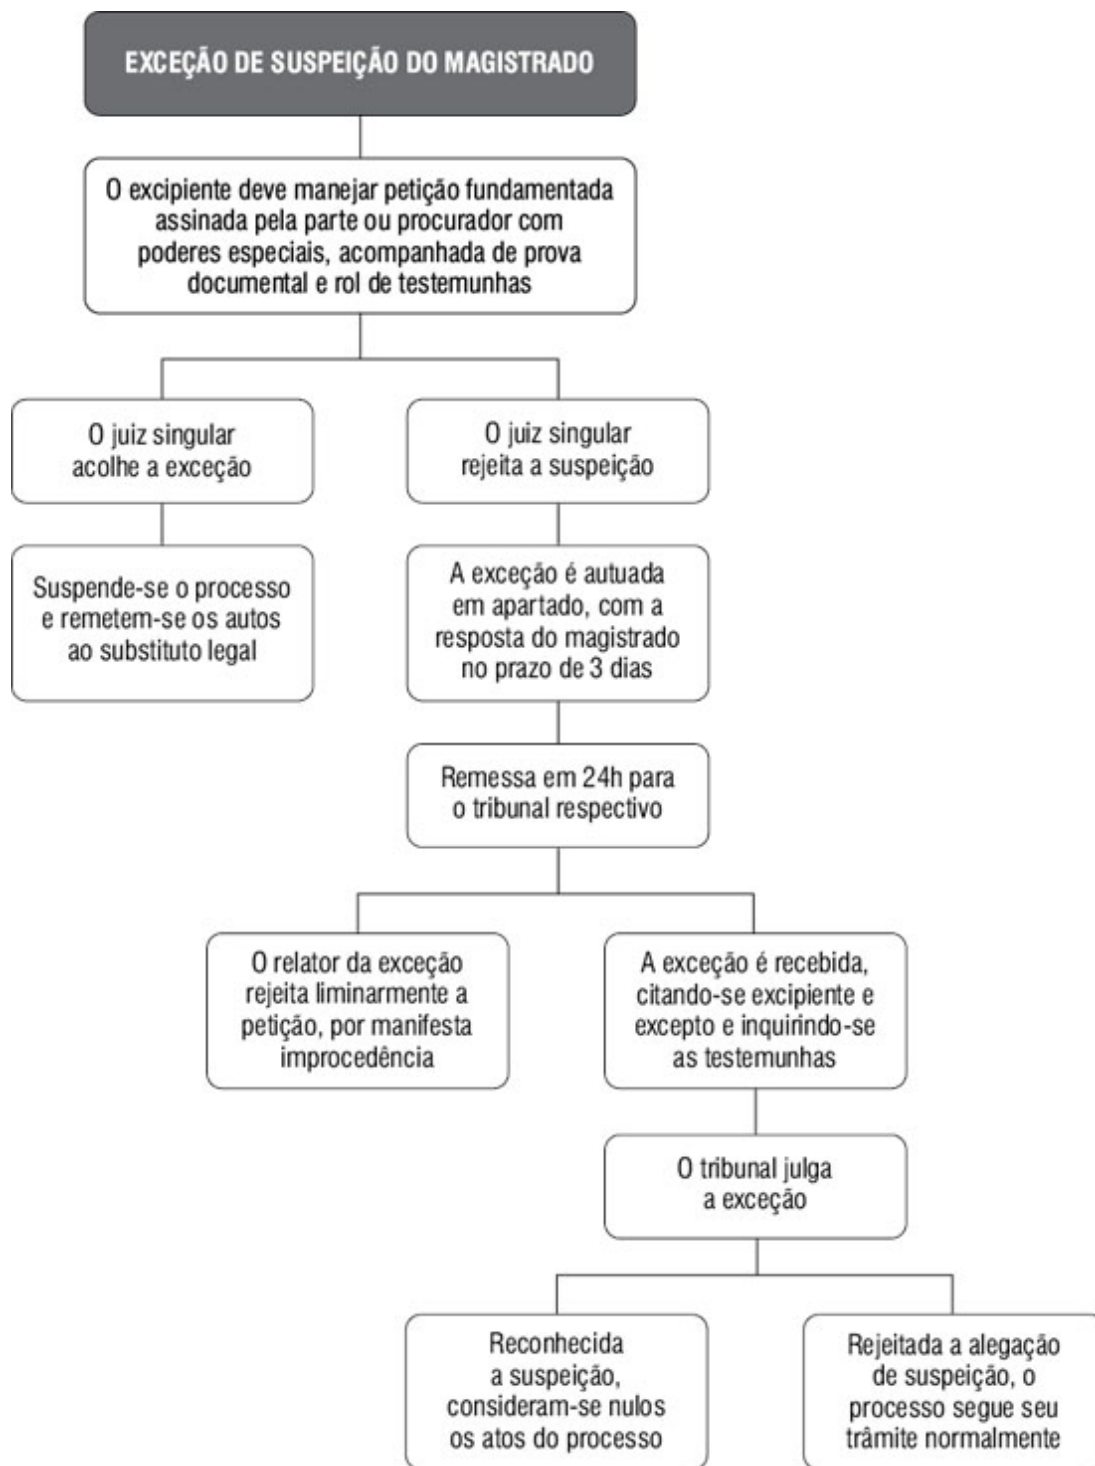 EXCEÇÃO DE SUSPEIÇÃO DO MAGISTRADO
O excipiente deve manejar petição fundamentada
assinada pela parte ou procurador com
poderes especiais, acompanhada de prova
documental e rol de testemunhas
O juiz singular
acolhe a exceção
O juiz singular
rejeita a suspeição
Suspende-se o processo
e remetem-se os autos
ao substituto legal
A exceção é autuada
em apartado, com a
resposta do magistrado
no prazo de 3 dias
Remessa em 24h para
o tribunal respectivo
O relator da exceção
rejeita liminarmente a
petição, por manifesta
improcedência
A exceção é recebida,
citando-se excipiente e
excepto e inquirindo-se
as testemunhas
O tribunal julga
a exceção
Reconhecida
a suspeição,
consideram-se nulos
os atos do processo
Rejeitada a alegação
de suspeição, o
processo segue seu
trâmite normalmente